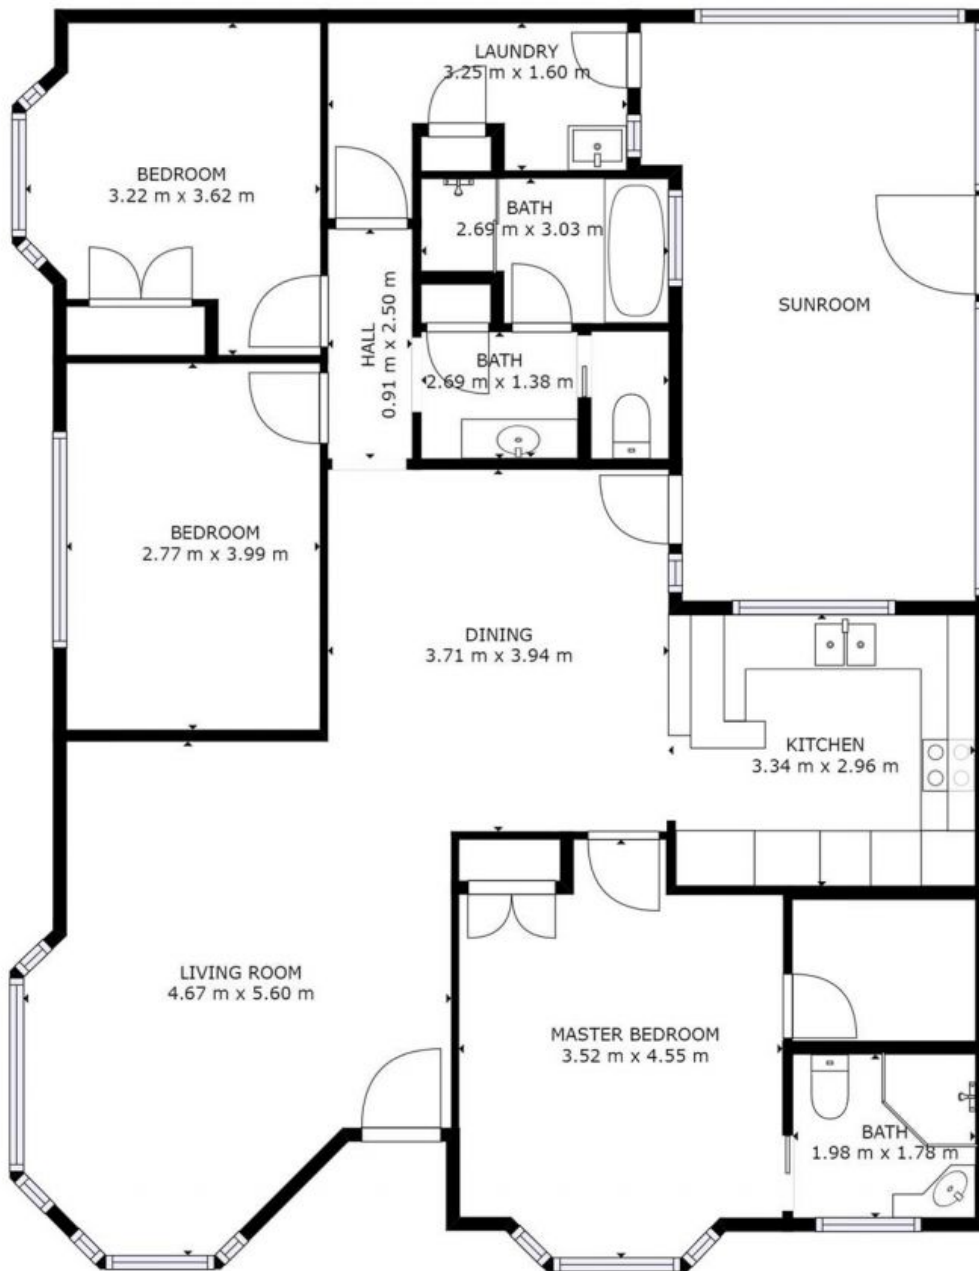 LAUNDRY
3.25 m x 1.60 m
BEDROOM
3.22 m x 3.62 m
BATH
2.69 m x 3.03 m
SUNROOM
HALL
0.91 m x 2.50 m
BATH
2.69 m x 1.38 m
BEDROOM
2.77 m x 3.99 m
DINING
3.71 m x 3.94 m
KITCHEN
3.34 m x 2.96 m
LIVING ROOM
4.67 m x 5.60 m
MASTER BEDROOM
3.52 m x 4.55 m
BATH
1.98 m x 1.78 m